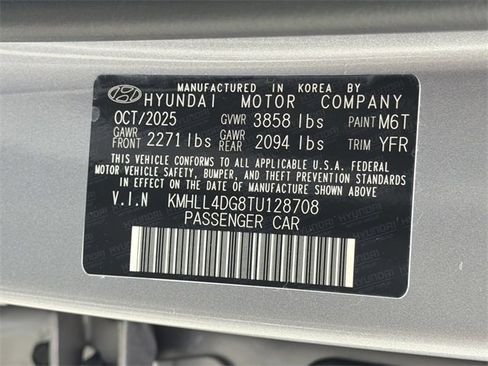 MANUFACTURED IN KOREA BY
HYUNDAI MOTOR COMPANY
OCT/2025 GVWR 3858 lbs PAINT M6T
GAWR FRONT 2271 lbs GAWR REAR 2094 lbs TRIM YFR
THIS VEHICLE CONFORMS TO ALL APPLICABLE U.S.A. FEDERAL
MOTOR VEHICLE SAFETY, BUMPER, AND THEFT PREVENTION
STANDARDS IN EFFECT ON THE DATE OF MANUFACTURE SHOWN ABOVE.
V.I.N KMHLL4DG8TU128708
PASSENGER CAR